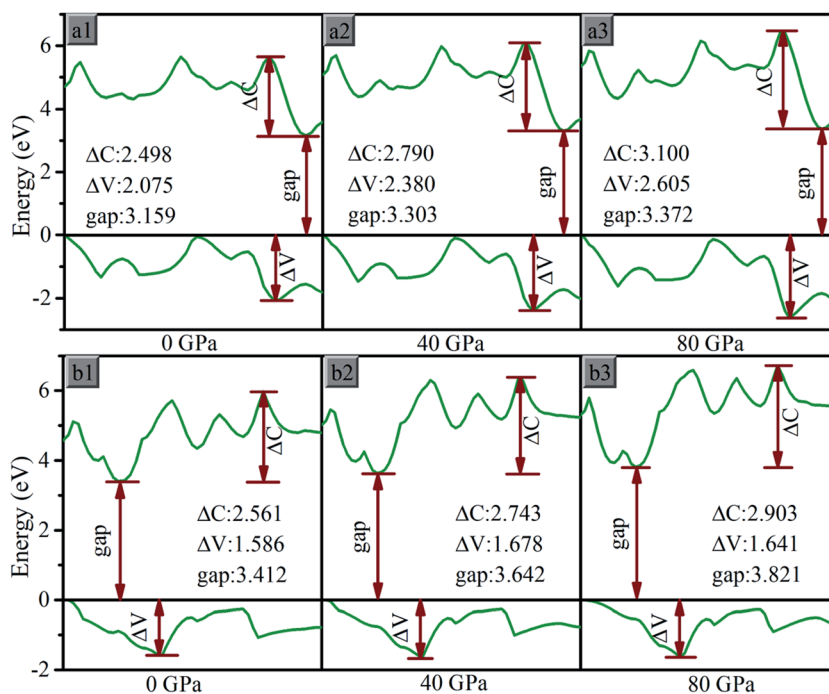 a1
a2
a3
Energy (eV)
6
4
2
0
-2
ΔC
ΔC
ΔC
ΔC:2.498
ΔV:2.075
gap:3.159
ΔC:2.790
ΔV:2.380
gap:3.303
ΔC:3.100
ΔV:2.605
gap:3.372
gap
gap
gap
ΔV
ΔV
ΔV
0 GPa
40 GPa
80 GPa
b1
b2
b3
Energy (eV)
6
4
2
0
-2
ΔC
ΔC
ΔC
gap
gap
gap
ΔC:2.561
ΔV:1.586
gap:3.412
ΔC:2.743
ΔV:1.678
gap:3.642
ΔC:2.903
ΔV:1.641
gap:3.821
ΔV
ΔV
ΔV
0 GPa
40 GPa
80 GPa